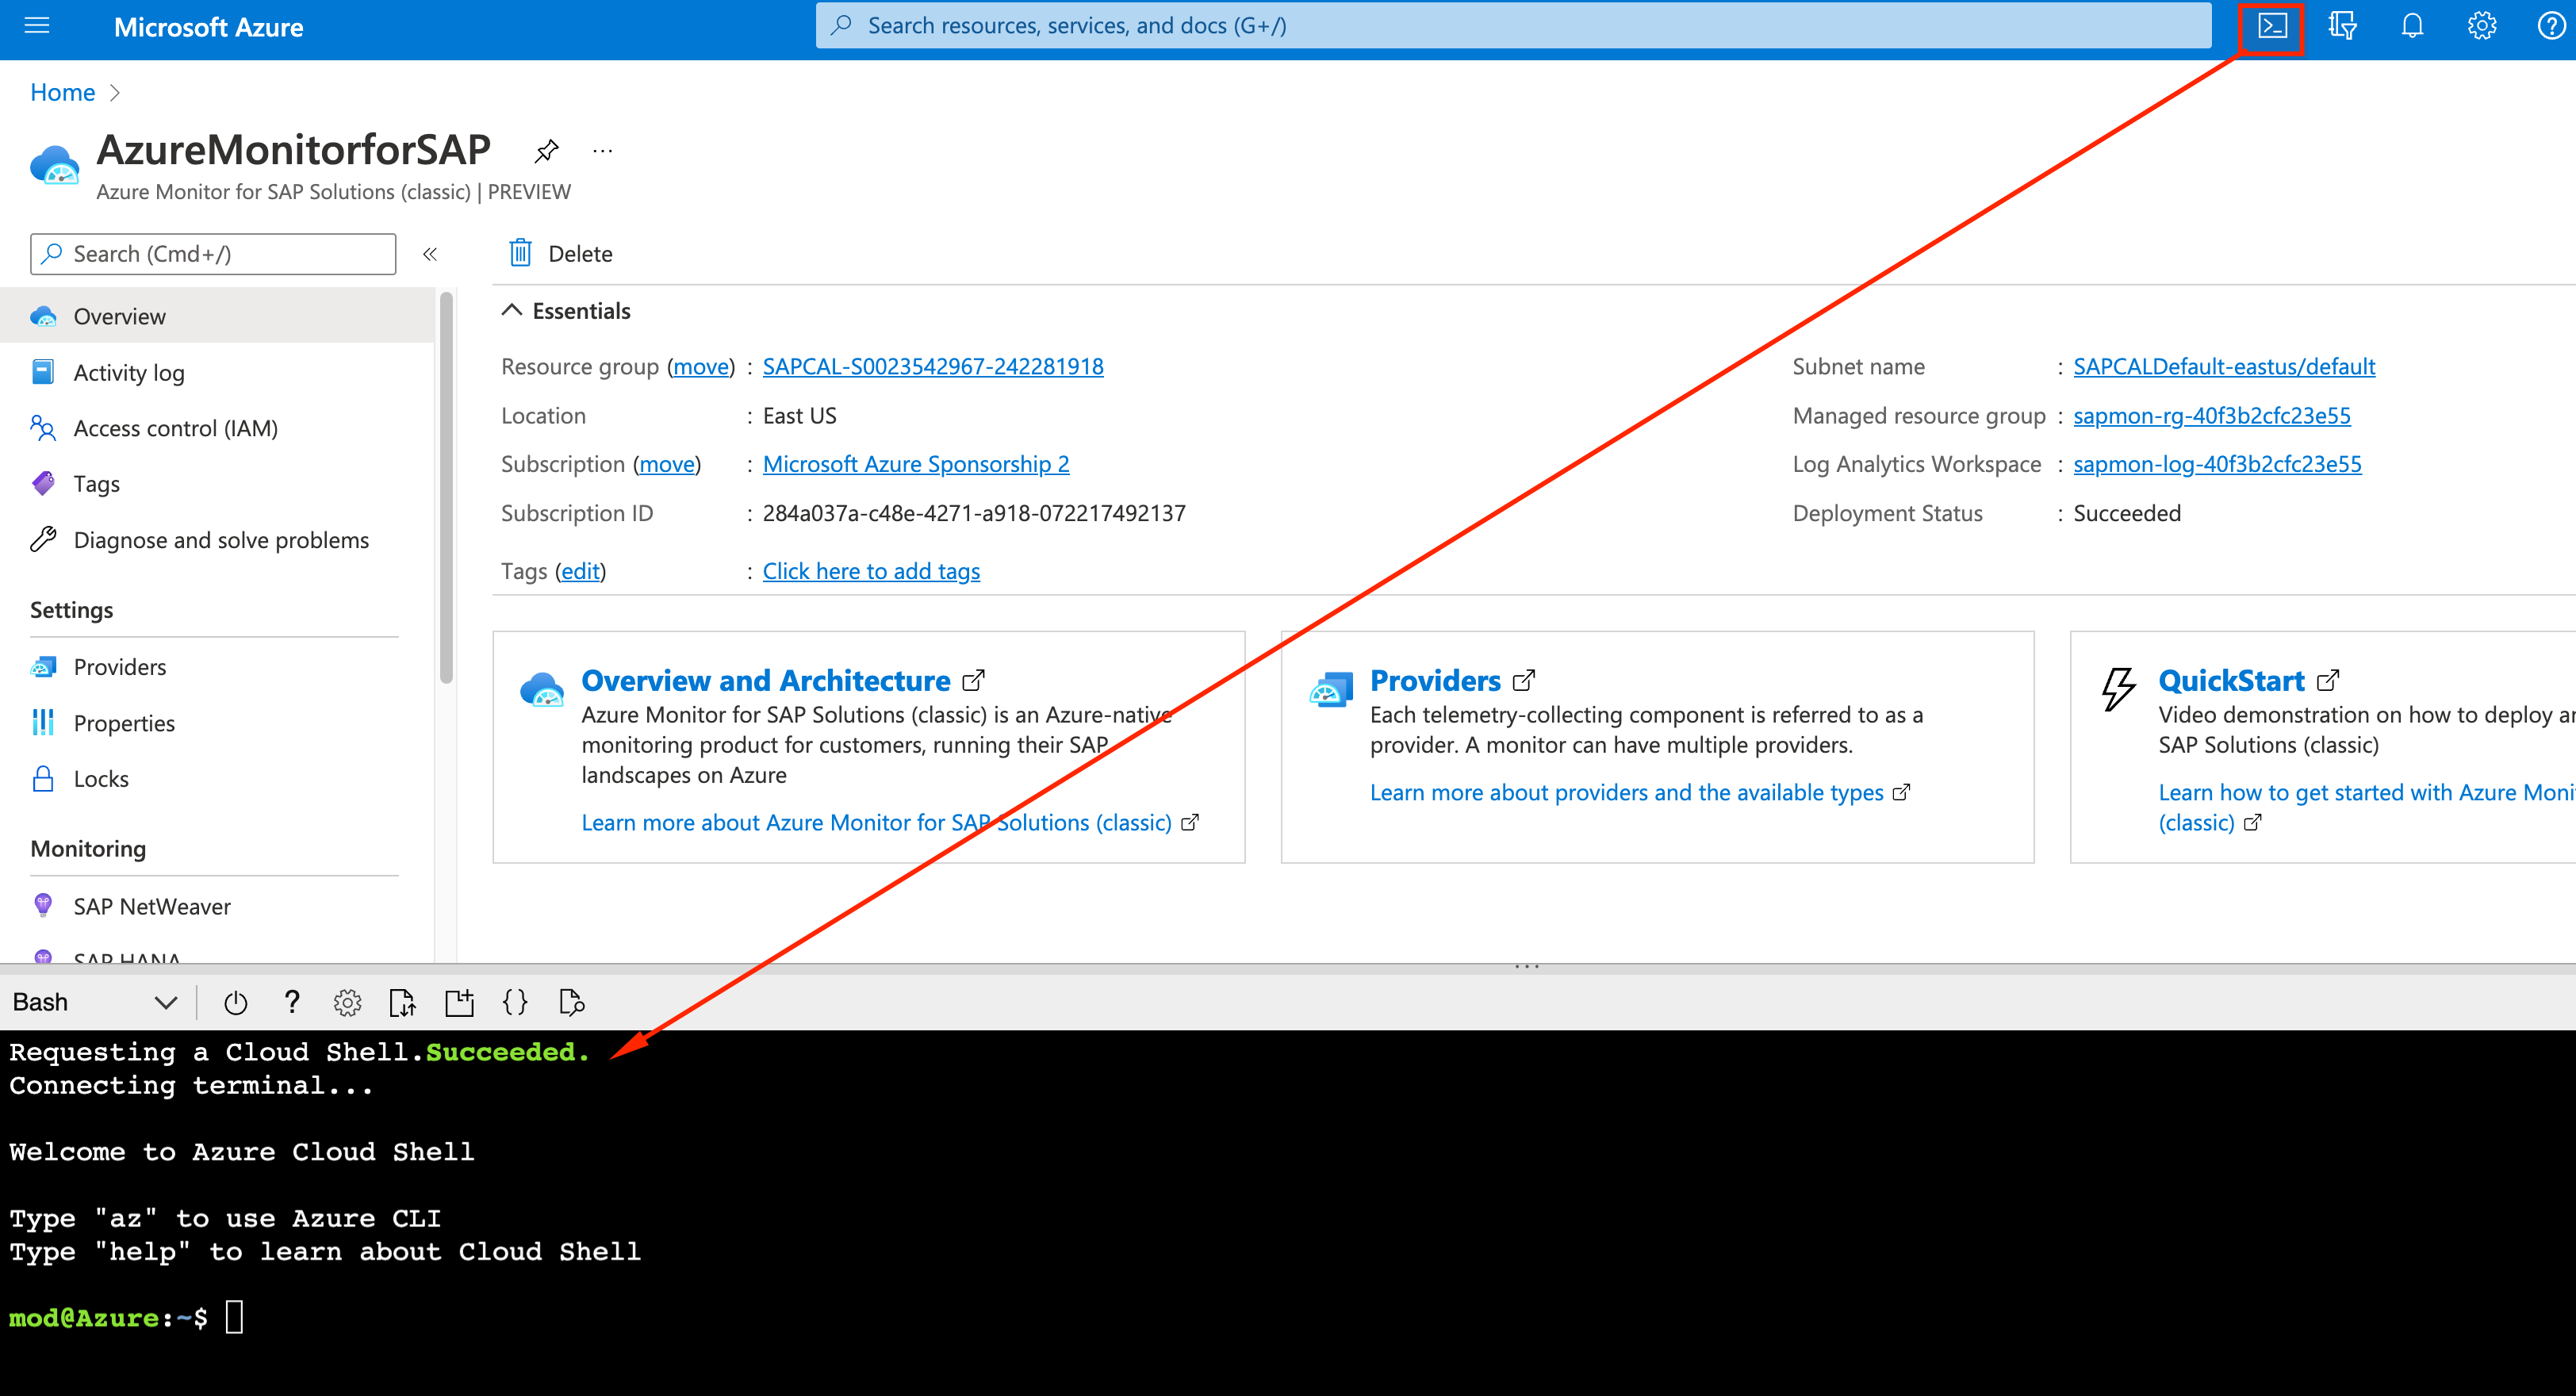 Microsoft Azure
Search resources, services, and docs (G+/)
Home
AzureMonitorforSAP
Azure Monitor for SAP Solutions (classic) | PREVIEW
Search (Cmd+/)
Overview
Activity log
Access control (IAM)
Tags
Diagnose and solve problems
Settings
Providers
Properties
Locks
Monitoring
SAP NetWeaver
SAP HANA
Delete
Essentials
Resource group (move) : SAPCAL-S0023542967-242281918
Location : East US
Subscription (move) : Microsoft Azure Sponsorship 2
Subscription ID : 284a037a-c48e-4271-a918-072217492137
Tags (edit) : Click here to add tags
Subnet name : SAPCALDefault-eastus/default
Managed resource group : sapmon-rg-40f3b2cfc23e55
Log Analytics Workspace : sapmon-log-40f3b2cfc23e55
Deployment Status : Succeeded
Overview and Architecture
Azure Monitor for SAP Solutions (classic) is an Azure-native
monitoring product for customers, running their SAP
landscapes on Azure
Learn more about Azure Monitor for SAP Solutions (classic)
Providers
Each telemetry-collecting component is referred to as a
provider. A monitor can have multiple providers.
Learn more about providers and the available types
QuickStart
Video demonstration on how to deploy
SAP Solutions (classic)
Learn how to get started with Azure
(classic)
Bash
Requesting a Cloud Shell.Succeeded.
Connecting terminal...
Welcome to Azure Cloud Shell
Type "az" to use Azure CLI
Type "help" to learn about Cloud Shell
mod@Azure:~$